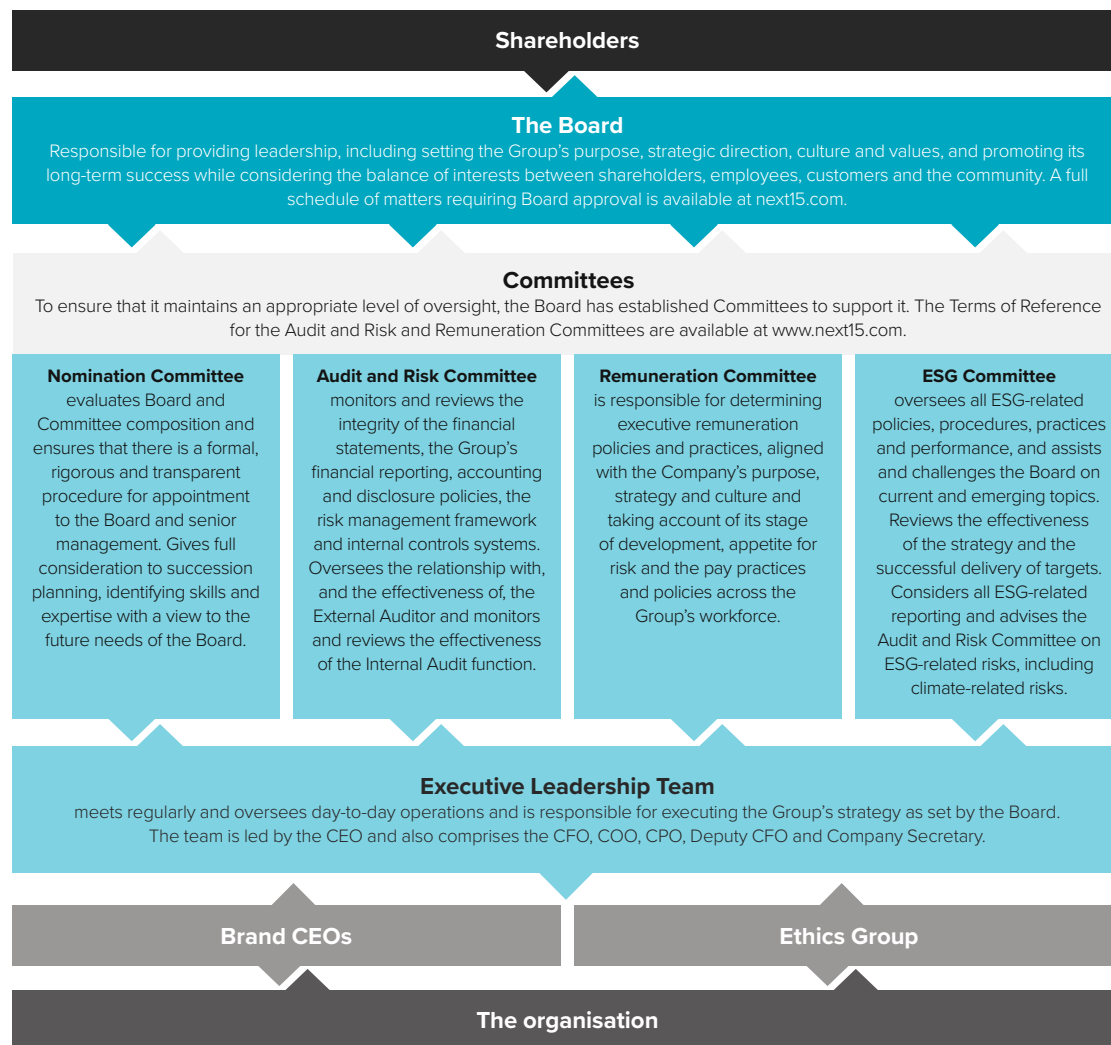 Shareholders
The Board
Responsible for providing leadership, including setting the Group’s purpose, strategic direction, culture and values, and promoting its
long-term success while considering the balance of interests between shareholders, employees, customers and the community. A full
schedule of matters requiring Board approval is available at next15.com.
Committees
To ensure that it maintains an appropriate level of oversight, the Board has established Committees to support it. The Terms of Reference
for the Audit and Risk and Remuneration Committees are available at www.next15.com.
Nomination Committee
evaluates Board and
Committee composition and
ensures that there is a formal,
rigorous and transparent
procedure for appointment
to the Board and senior
management. Gives full
consideration to succession
planning, identifying skills and
expertise with a view to the
future needs of the Board.
Audit and Risk Committee
monitors and reviews the
integrity of the financial
statements, the Group’s
financial reporting, accounting
and disclosure policies, the
risk management framework
and internal controls systems.
Oversees the relationship with,
and the effectiveness of, the
External Auditor and monitors
and reviews the effectiveness
of the Internal Audit function.
Remuneration Committee
is responsible for determining
executive remuneration
policies and practices, aligned
with the Company’s purpose,
strategy and culture and
taking account of its stage
of development, appetite for
risk and the pay practices
and policies across the
Group’s workforce.
ESG Committee
oversees all ESG-related
policies, procedures, practices
and performance, and assists
and challenges the Board on
current and emerging topics.
Reviews the effectiveness
of the strategy and the
successful delivery of targets.
Considers all ESG-related
reporting and advises the
Audit and Risk Committee on
ESG-related risks, including
climate-related risks.
Executive Leadership Team
meets regularly and oversees day-to-day operations and is responsible for executing the Group’s strategy as set by the Board.
The team is led by the CEO and also comprises the CFO, COO, CPO, Deputy CFO and Company Secretary.
Brand CEOs
Ethics Group
The organisation